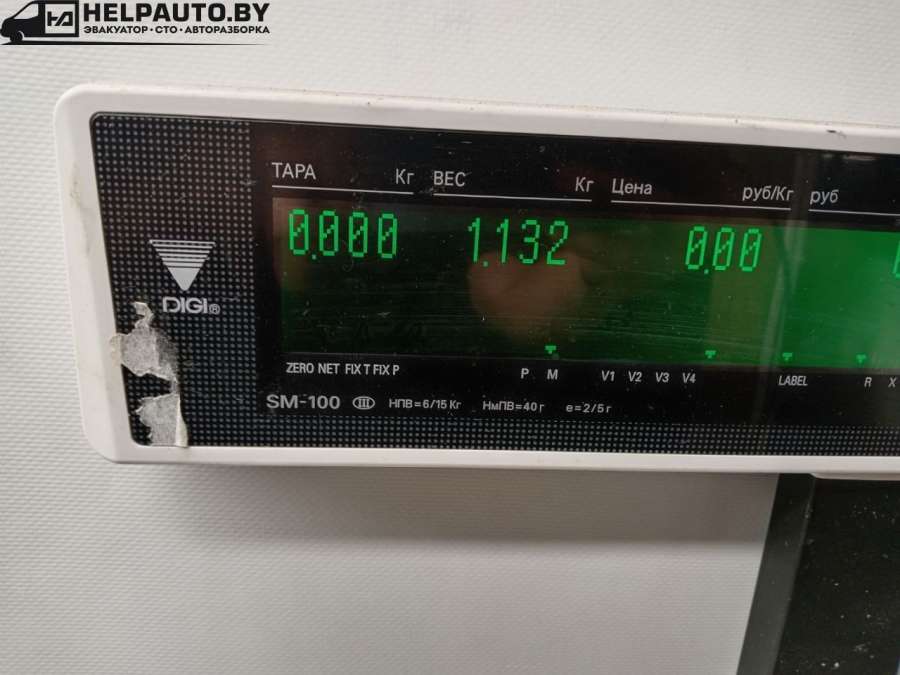 HELPAUTO.BY
ЭВАКУАТОР • СТО • АВТОРАЗБОРКА
ТАРА Кг ВЕС Кг Цена руб/Кг руб
0.000 1.132 0.00
DIGI®
ZERO NET FIX T FIX P P M V1 V2 V3 V4 LABEL R X
SM-100 III НПВ=6/15 Кг НмПВ=40 г e=2/5 г